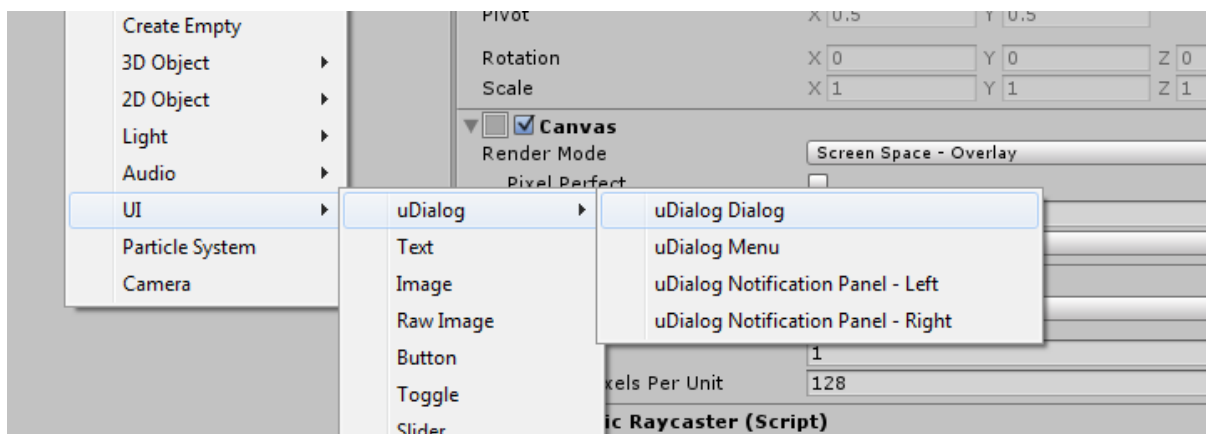 Create Empty
3D Object
2D Object
Light
Audio
UI
Particle System
Camera
uDialog
Text
Image
Raw Image
Button
Toggle
Slider
uDialog Dialog
uDialog Menu
uDialog Notification Panel - Left
uDialog Notification Panel - Right
Pivot X 0.5 Y 0.5
Rotation X 0 Y 0 Z 0
Scale X 1 Y 1 Z 1
Canvas
Render Mode Screen Space - Overlay
Pixel Perfect
1
xels Per Unit 128
ic Raycaster (Script)